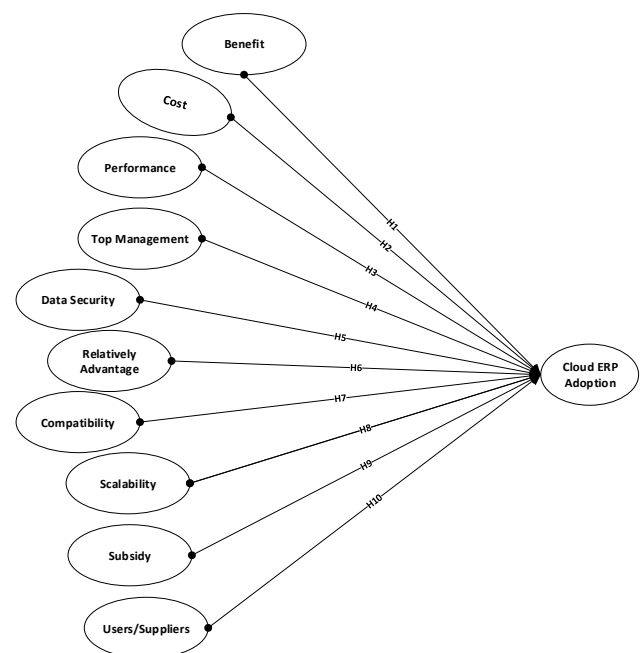 Benefit
Cost
Performance
Top Management
Data Security
Relatively
Advantage
Compatibility
Scalability
Subsidy
Users/Suppliers
H1
H2
H3
H4
H5
H6
H7
H8
H9
H10
Cloud ERP
Adoption